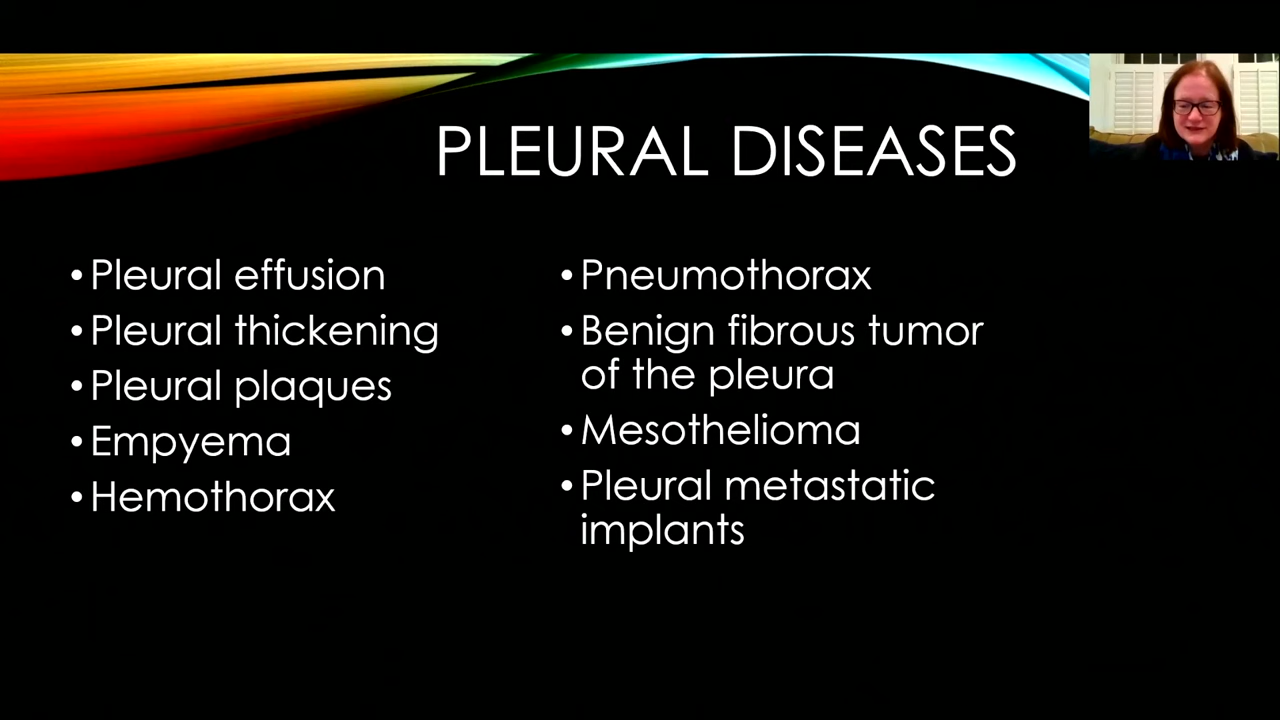 PLEURAL DISEASES
• Pleural effusion
• Pleural thickening
• Pleural plaques
• Empyema
• Hemothorax
• Pneumothorax
• Benign fibrous tumor
of the pleura
• Mesothelioma
• Pleural metastatic
implants